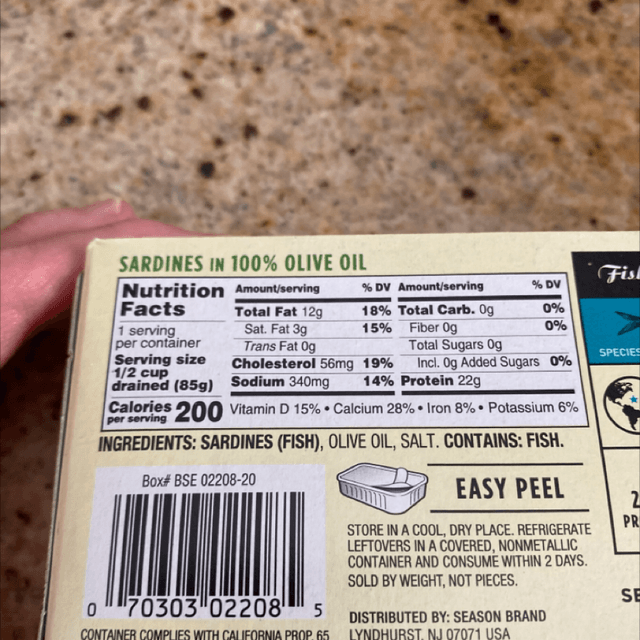 SARDINES IN 100% OLIVE OIL
Nutrition Facts
1 serving
per container
Serving size
1/2 cup
drained (85g)
Calories
per serving
200
Amount/serving % DV
Total Fat 12g 18%
Sat. Fat 3g 15%
Trans Fat 0g
Cholesterol 56mg 19%
Sodium 340mg 14%
Amount/serving % DV
Total Carb. 0g 0%
Fiber 0g 0%
Total Sugars 0g
Incl. 0g Added Sugars 0%
Protein 22g
Vitamin D 15% • Calcium 28% • Iron 8% • Potassium 6%
INGREDIENTS: SARDINES (FISH), OLIVE OIL, SALT. CONTAINS: FISH.
Box# BSE 02208-20
0 70303 02208 5
CONTAINER COMPLIES WITH CALIFORNIA PROP. 65
EASY PEEL
STORE IN A COOL, DRY PLACE. REFRIGERATE
LEFTOVERS IN A COVERED, NONMETALLIC
CONTAINER AND CONSUME WITHIN 2 DAYS.
SOLD BY WEIGHT, NOT PIECES.
DISTRIBUTED BY: SEASON BRAND
LYNDHURST, NJ 07071 USA
SPECIES